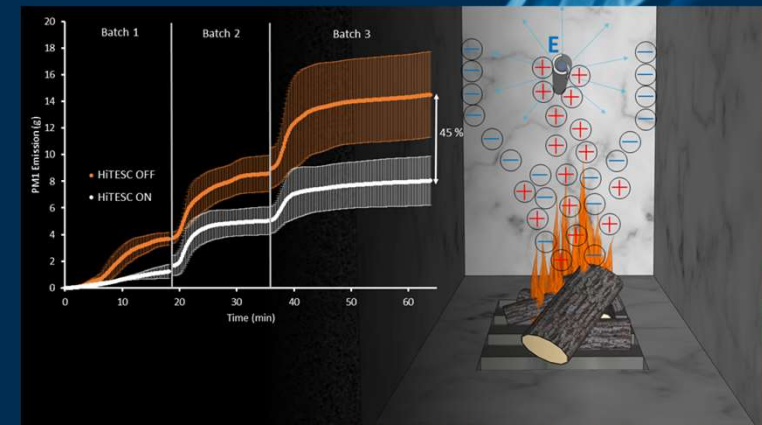 Batch 1
Batch 2
Batch 3
20
18
16
14
12
10
8
6
4
2
0
PM1 Emission (g)
HiTESC OFF
HiTESC ON
45 %
0 10 20 30 40 50 60
Time (min)
E